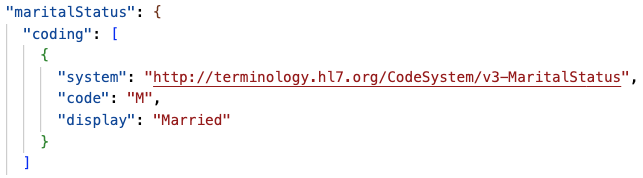 "maritalStatus": {
"coding": [
{
"system": "http://terminology.hl7.org/CodeSystem/v3-MaritalStatus",
"code": "M",
"display": "Married"
}
]